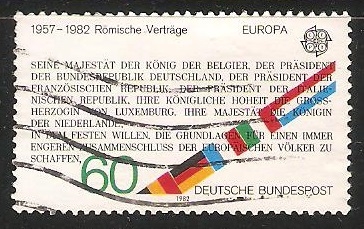 1957-1982 Römische Verträge EUROPA
SEINE MAJESTÄT DER KÖNIG DER BELGIER, DER PRÄSIDENT
DER BUNDESREPUBLIK DEUTSCHLAND, DER PRÄSIDENT DER
FRANZÖSISCHEN REPUBLIK, DER PRÄSIDENT DER ITALIE-
NISCHEN REPUBLIK, IHRE KÖNIGLICHE HOHEIT DIE GROSS-
HERZOGIN VON LUXEMBURG, IHRE MAJESTÄT DIE KÖNIGIN
DER NIEDERLANDE,
IN DEM FESTEN WILLEN, DIE GRUNDLAGEN FÜR EINEN IMMER
ENGEREN ZUSAMMENSCHLUSS DER EUROPÄISCHEN VÖLKER ZU
SCHAFFEN,
60
DEUTSCHE BUNDESPOST
1982